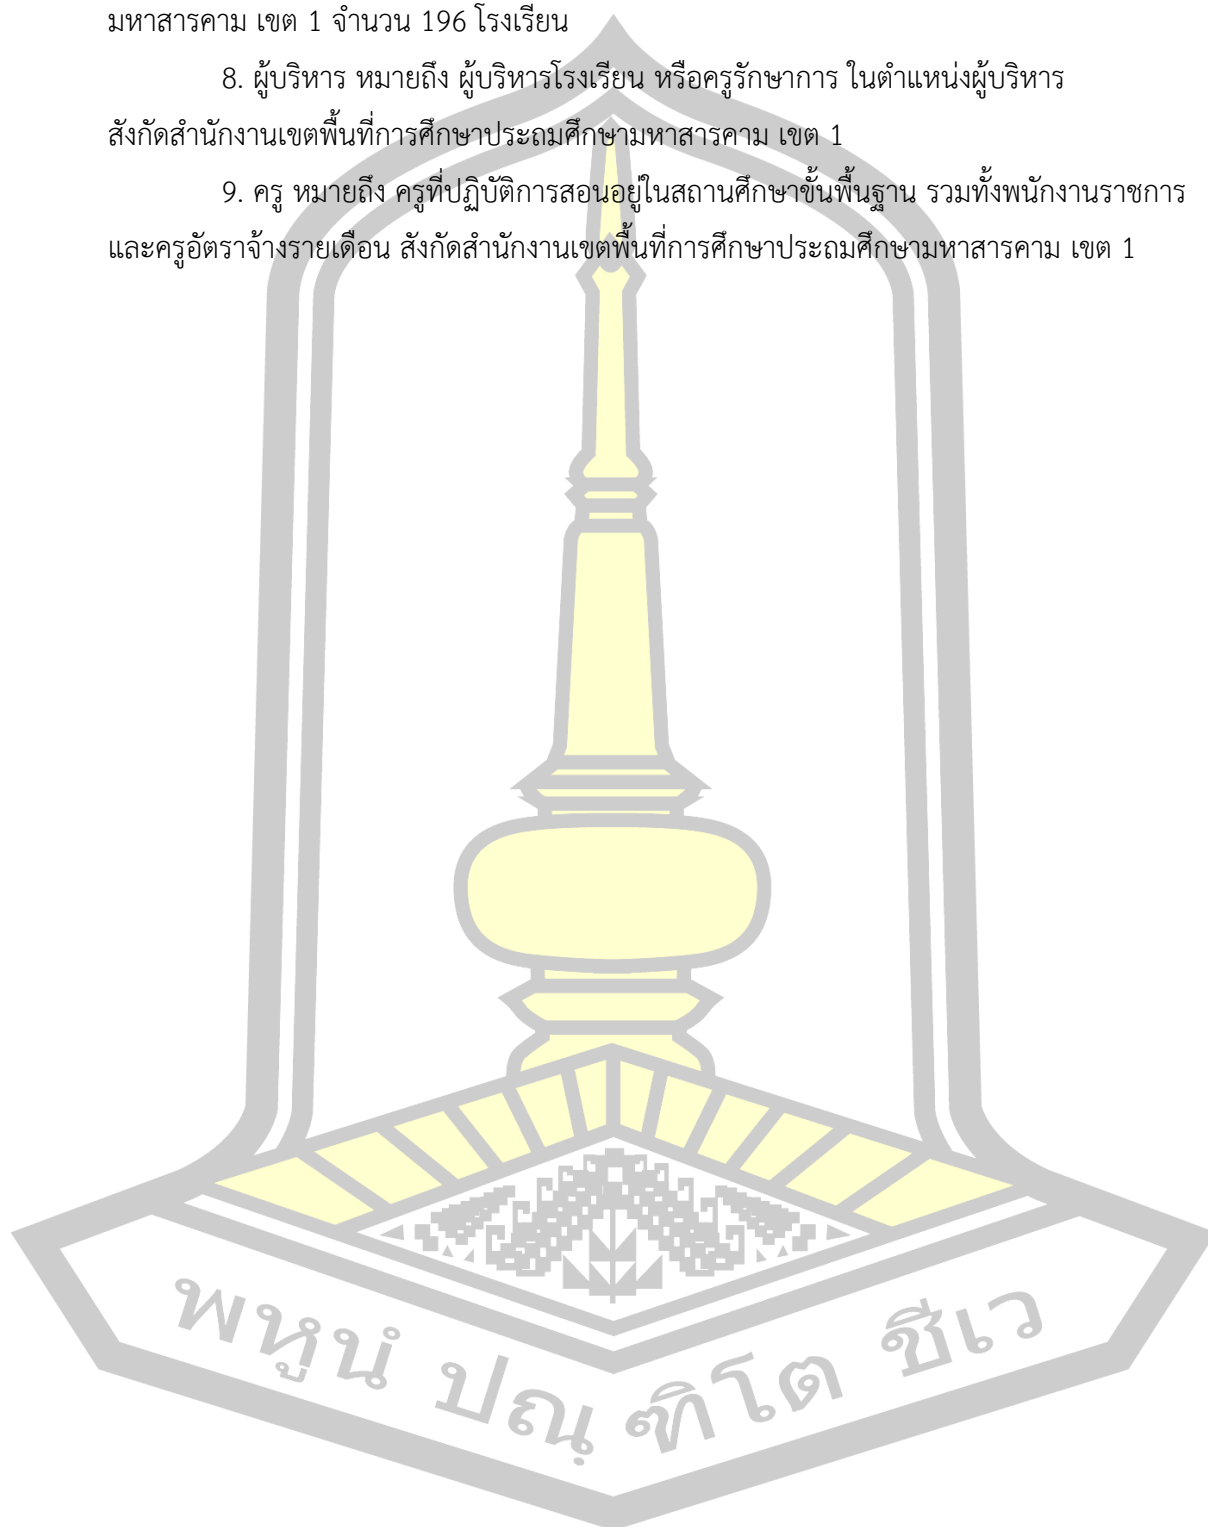 มหาสารคาม เขต 1 จำนวน 196 โรงเรียน
8. ผู้บริหาร หมายถึง ผู้บริหารโรงเรียน หรือครูรักษาการ ในตำแหน่งผู้บริหาร
สังกัดสำนักงานเขตพื้นที่การศึกษาประถมศึกษามหาสารคาม เขต 1
9. ครู หมายถึง ครูที่ปฏิบัติการสอนอยู่ในสถานศึกษาขั้นพื้นฐาน รวมทั้งพนักงานราชการ
และครูอัตราจ้างรายเดือน สังกัดสำนักงานเขตพื้นที่การศึกษาประถมศึกษามหาสารคาม เขต 1
พหูนํ ปณฺฑิโต ชีเว